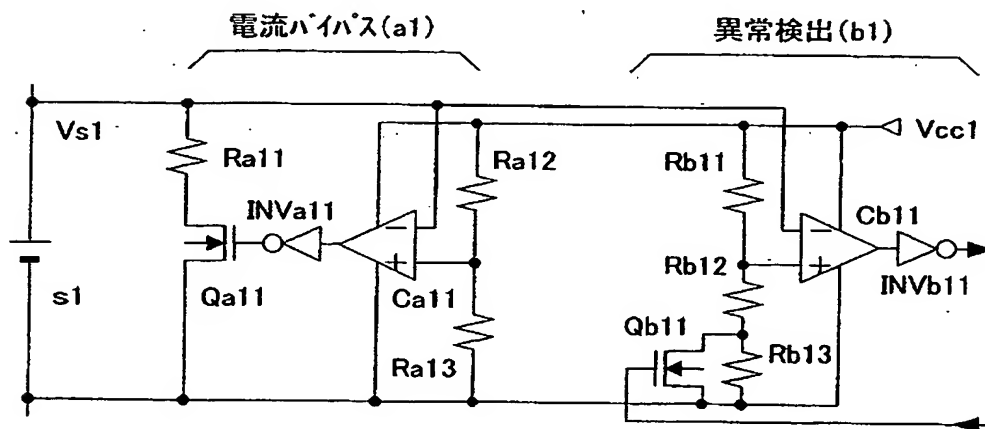 電流バイパス(a1)
異常検出(b1)
Vs1
Vcc1
Ra11
Ra12
Rb11
INVa11
Cb11
Rb12
s1
Qa11
Ca11
Qb11
INVb11
Ra13
Rb13